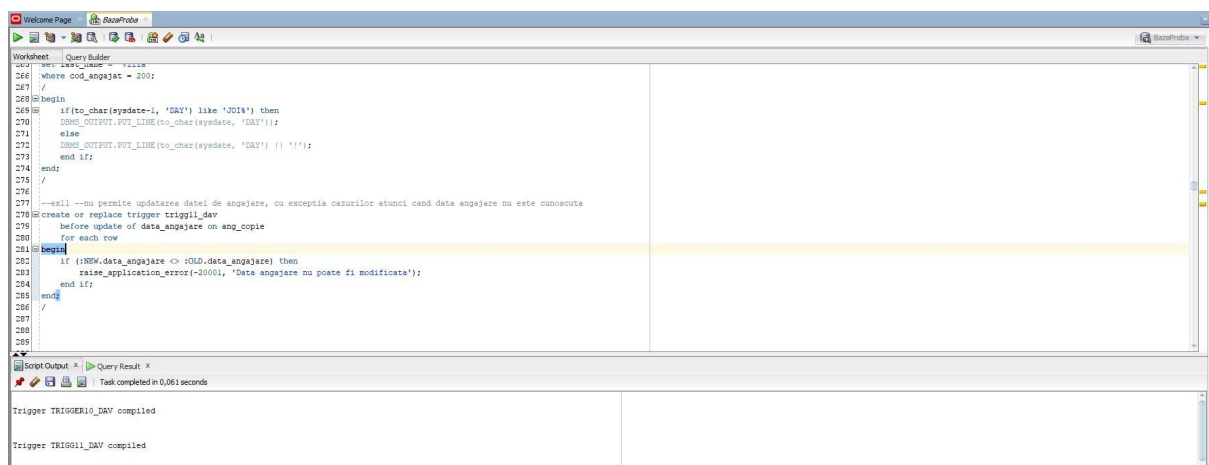 Welcome Page
BazaProba
BazaProba
Worksheet
Query Builder
266 where cod_angajat = 200;
267 /
268 begin
269 if(to_char(sysdate-1, 'DAY') like 'JOI%') then
270 DBMS_OUTPUT.PUT_LINE(to_char(sysdate, 'DAY'));
271 else
272 DBMS_OUTPUT.PUT_LINE(to_char(sysdate, 'DAY') || '!');
273 end if;
274 end;
275 /
276
277 --ex11 --nu permite updatarea datei de angajare, cu exceptia cazurilor atunci cand data angajare nu este cunoscuta
278 create or replace trigger trigg11_dav
279 before update of data_angajare on ang_copie
280 for each row
281 begin
282 if (:NEW.data_angajare <> :OLD.data_angajare) then
283 raise_application_error(-20001, 'Data angajare nu poate fi modificata');
284 end if;
285 end;
286 /
287
288
289
Script Output
Query Result
Task completed in 0,061 seconds
Trigger TRIGGER10_DAV compiled
Trigger TRIGG11_DAV compiled